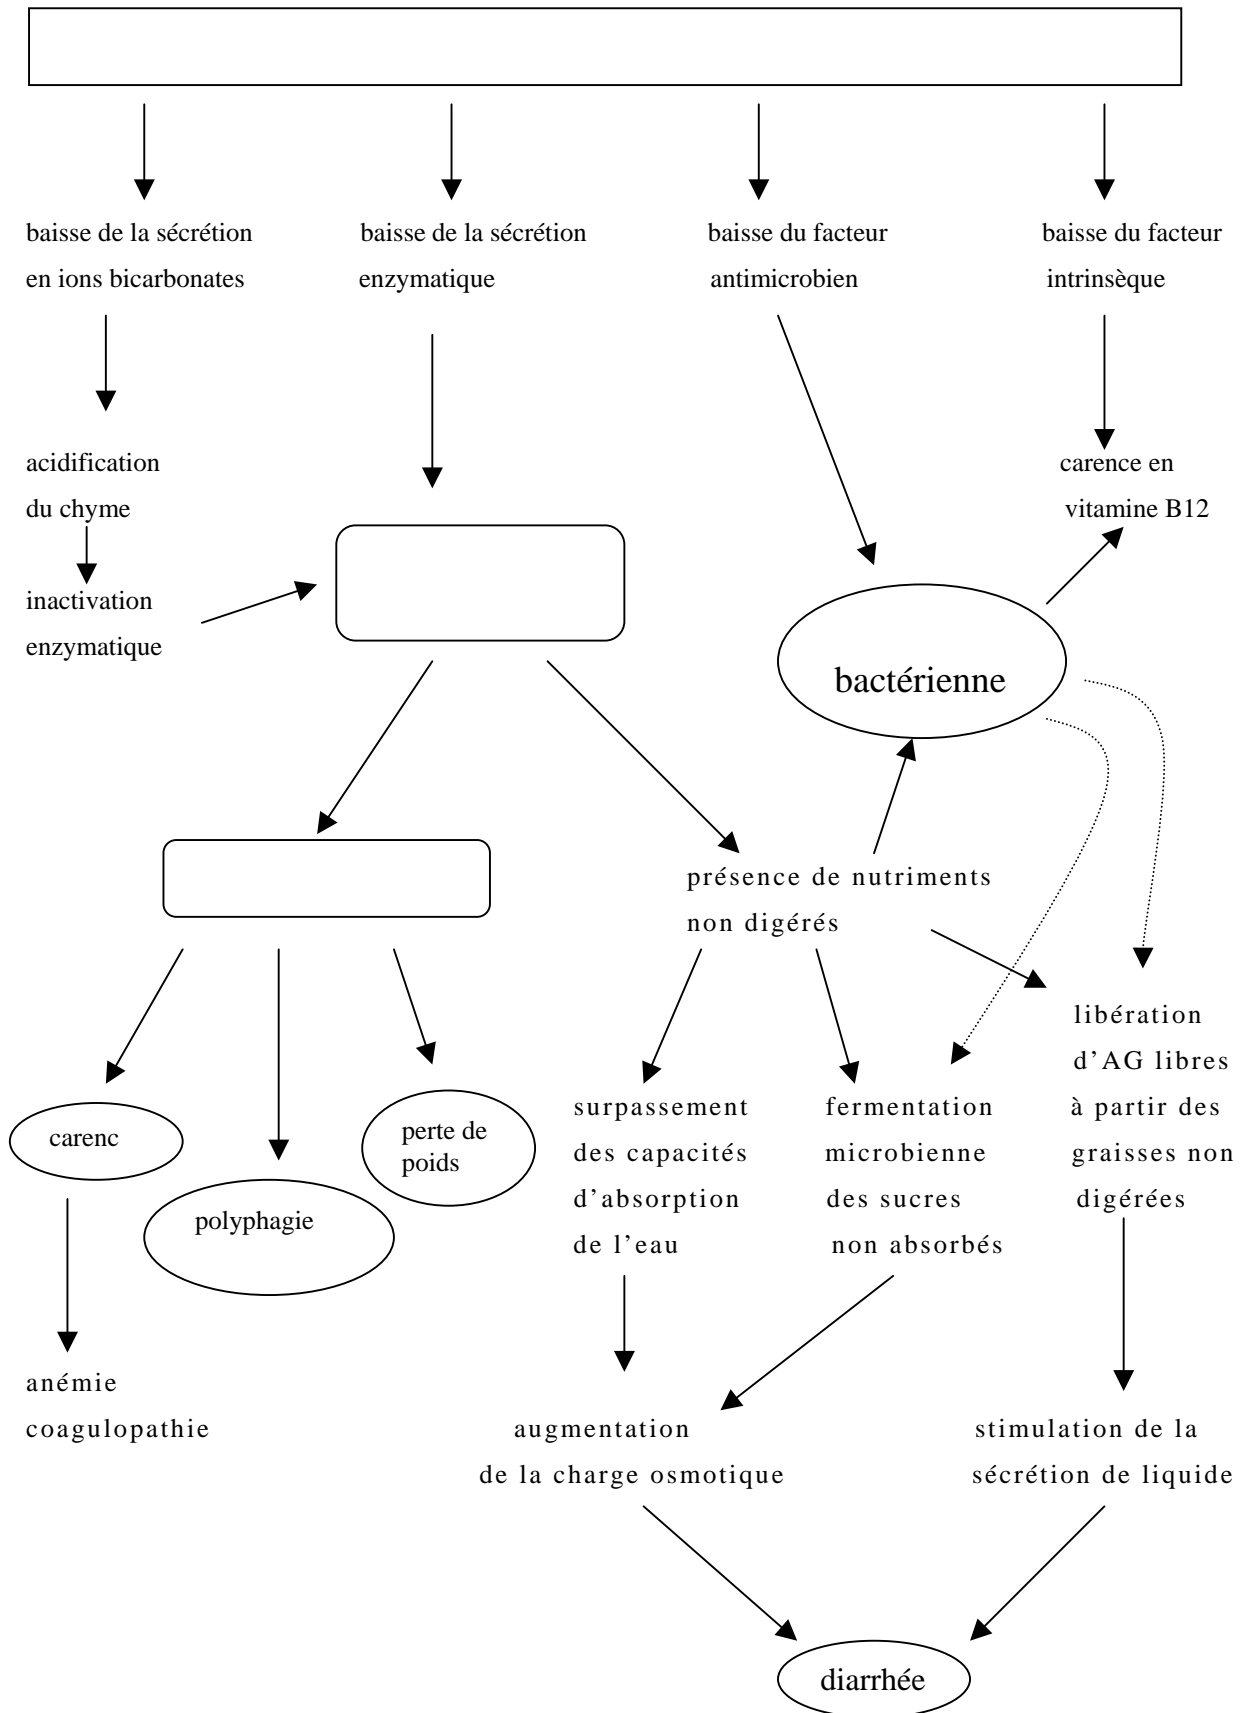 baisse de la sécrétion
en ions bicarbonates
baisse de la sécrétion
enzymatique
baisse du facteur
antimicrobien
baisse du facteur
intrinsèque
acidification
du chyme
carence en
vitamine B12
inactivation
enzymatique
bactérienne
présence de nutriments
non digérés
libération
d’AG libres
à partir des
graisses non
digérées
surpassement
des capacités
d’absorption
de l’eau
fermentation
microbienne
des sucres
non absorbés
carenc
polyphagie
perte de
poids
anémie
coagulopathie
augmentation
de la charge osmotique
stimulation de la
sécrétion de liquide
diarrhée